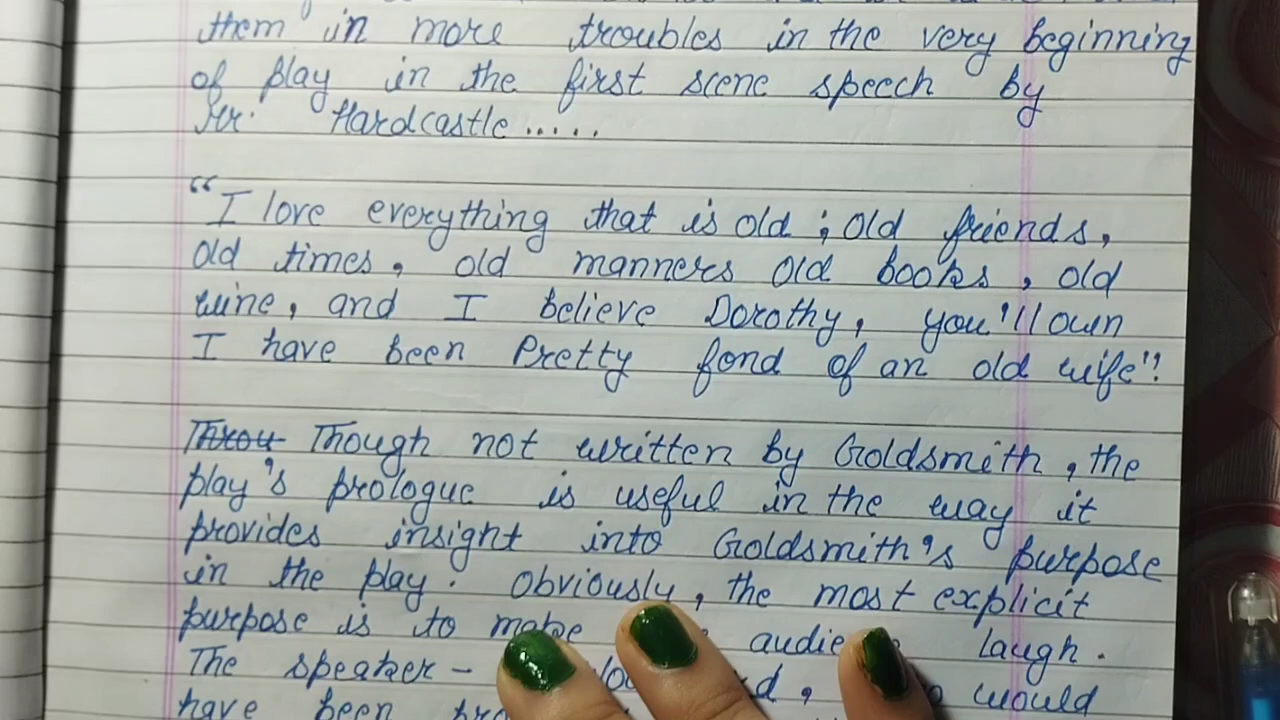 them in more troubles in the very beginning
of play in the first scene speech by
Mr. Hardcastle.....
"I love everything that is old ; old friends,
old times, old manners old books, old
wine, and I believe Dorothy, you'll own
I have been Pretty fond of an old wife"!
Though not written by Goldsmith, the
play's prologue is useful in the way it
provides insight into Goldsmith's purpose
in the play. Obviously, the most explicit
purpose is to make laugh.
The speaker - would
have been